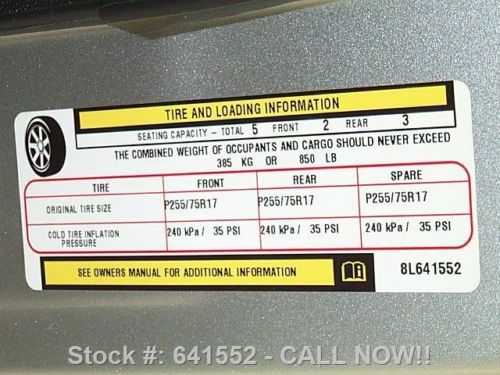 TIRE AND LOADING INFORMATION
SEATING CAPACITY - TOTAL 5 FRONT 2 REAR 3
THE COMBINED WEIGHT OF OCCUPANTS AND CARGO SHOULD NEVER EXCEED
385 KG OR 850 LB
TIRE FRONT REAR SPARE
ORIGINAL TIRE SIZE P255/75R17 P255/75R17 P255/75R17
COLD TIRE INFLATION PRESSURE 240 kPa / 35 PSI 240 kPa / 35 PSI 240 kPa / 35 PSI
SEE OWNERS MANUAL FOR ADDITIONAL INFORMATION 8L641552
Stock #: 641552 - CALL NOW!!